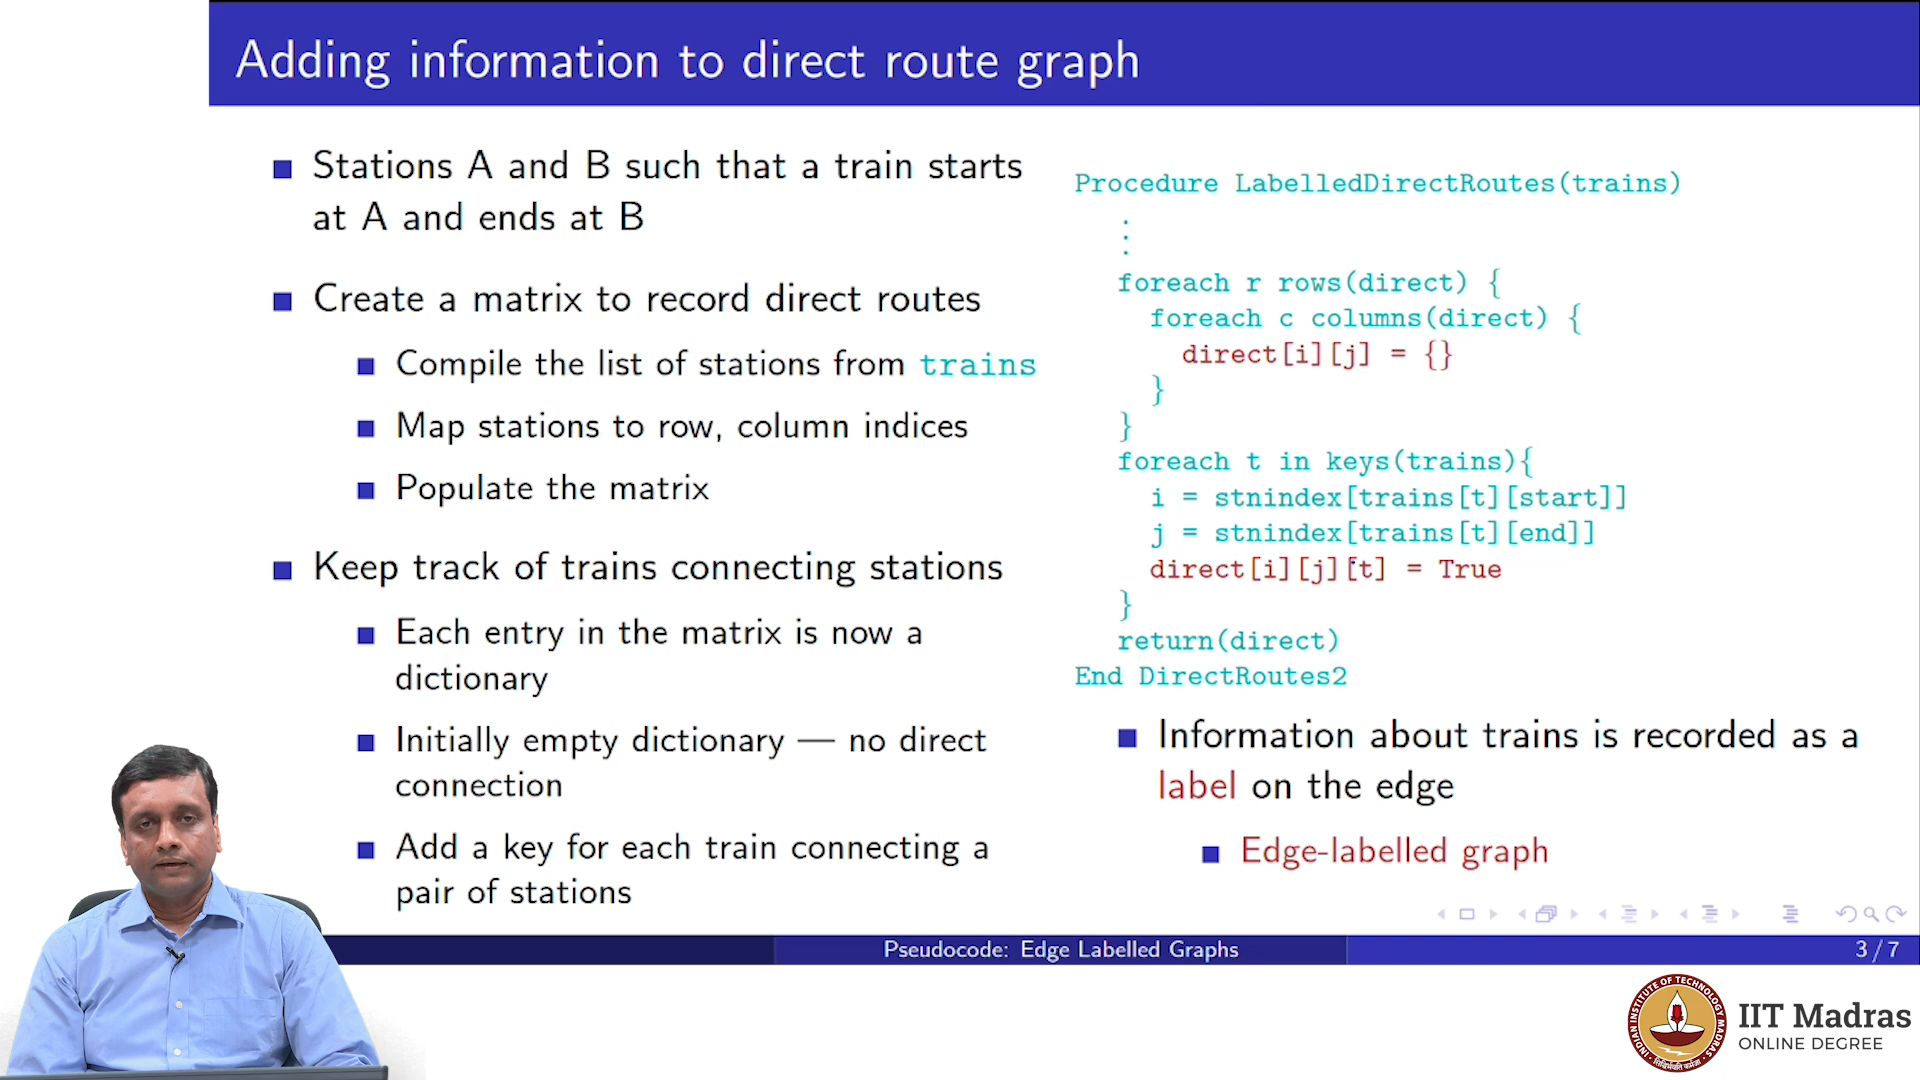 Adding information to direct route graph
Stations A and B such that a train starts
at A and ends at B
Create a matrix to record direct routes
Compile the list of stations from trains
Map stations to row, column indices
Populate the matrix
Keep track of trains connecting stations
Each entry in the matrix is now a
dictionary
Initially empty dictionary — no direct
connection
Add a key for each train connecting a
pair of stations
Procedure LabelledDirectRoutes(trains)
⋮
foreach r rows(direct) {
foreach c columns(direct) {
direct[i][j] = {}
}
}
foreach t in keys(trains){
i = stnindex[trains[t][start]]
j = stnindex[trains[t][end]]
direct[i][j][t] = True
}
return(direct)
End DirectRoutes2
Information about trains is recorded as a
label on the edge
Edge-labelled graph
Pseudocode: Edge Labelled Graphs
3 / 7
INDIAN INSTITUTE OF TECHNOLOGY MADRAS
IIT Madras
ONLINE DEGREE